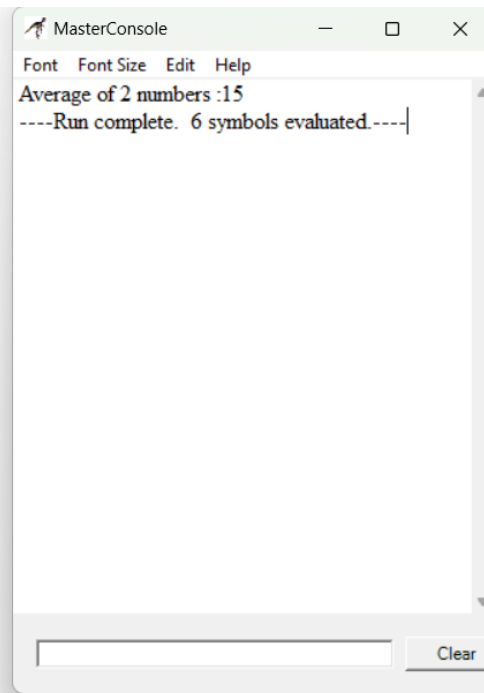 MasterConsole
Font Font Size Edit Help
Average of 2 numbers :15
----Run complete.  6 symbols evaluated.----
Clear